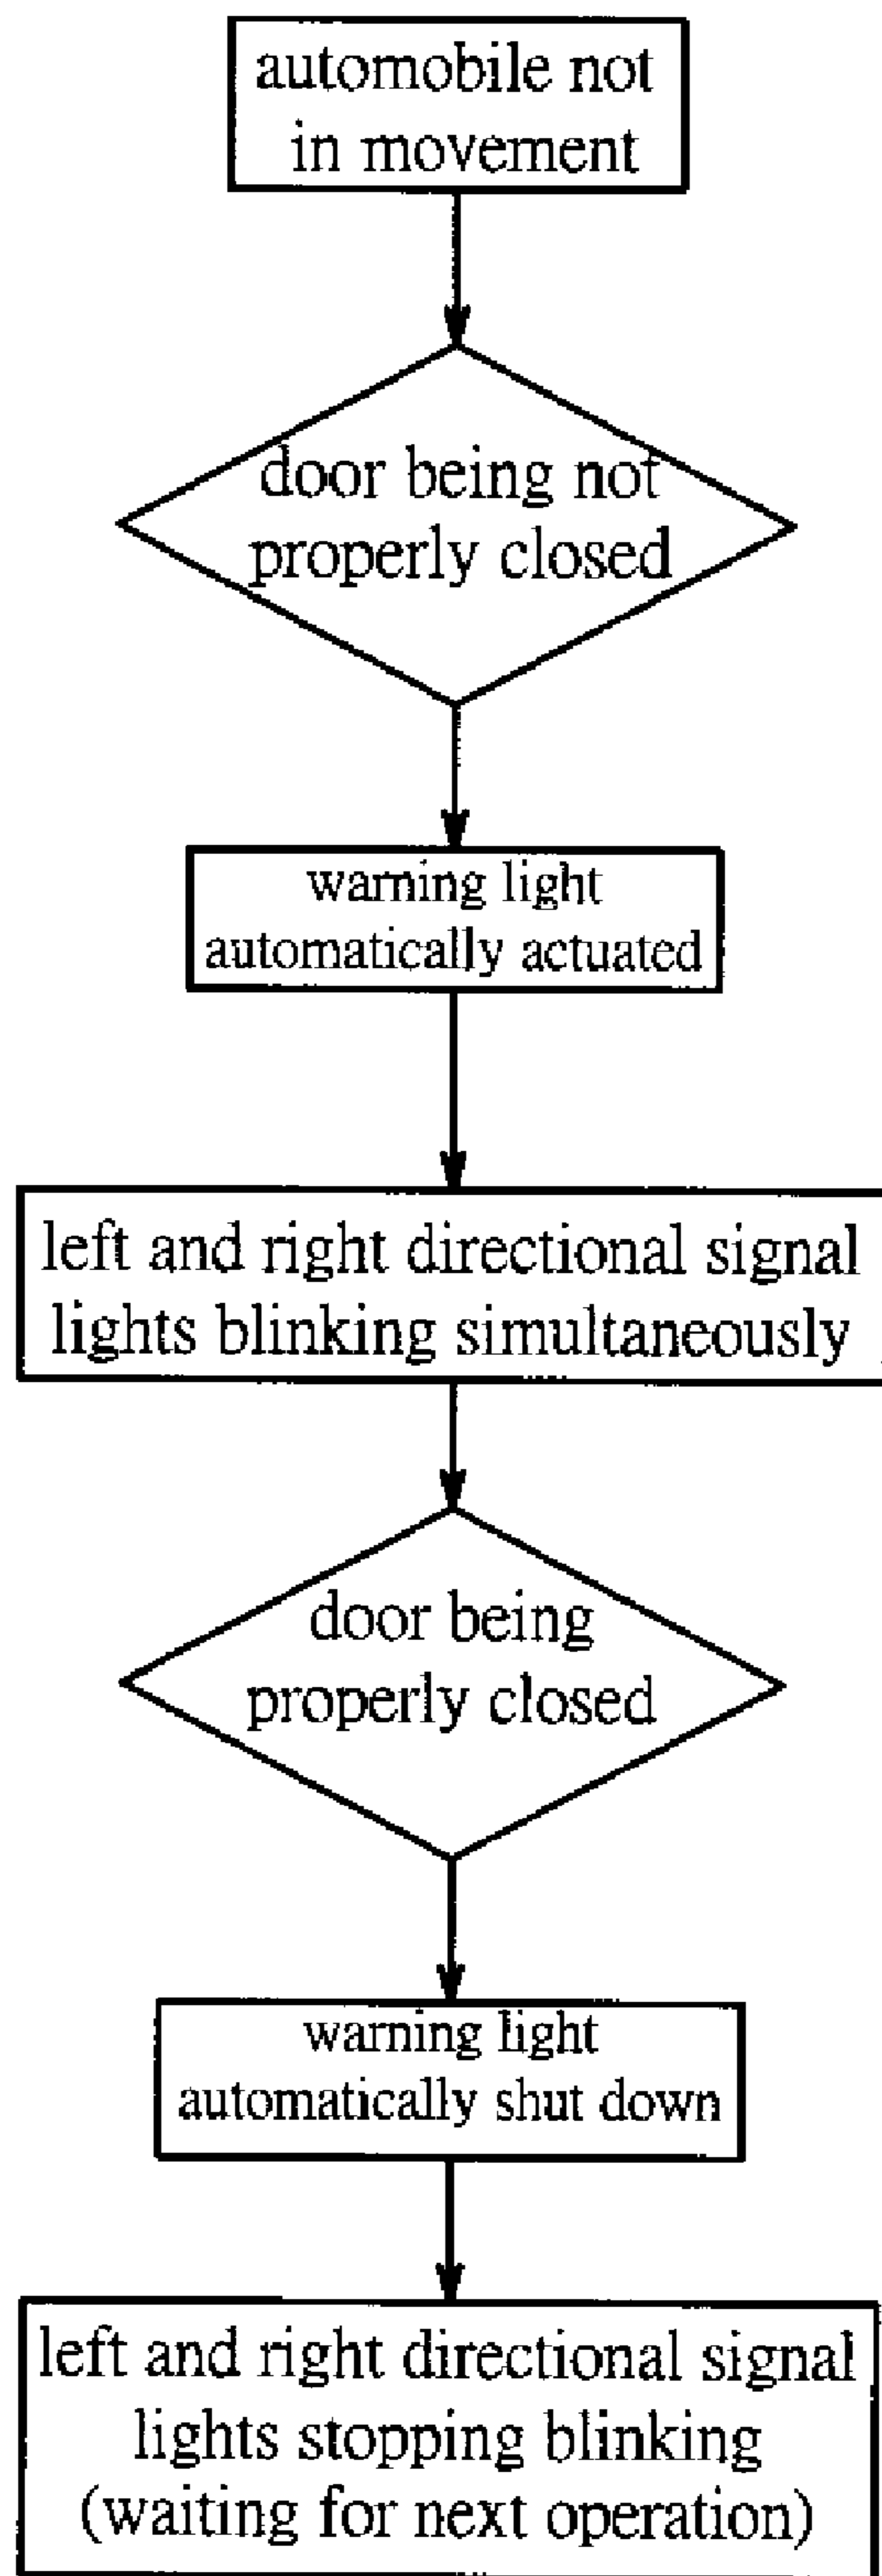 automobile not
in movement
door being not
properly closed
warning light
automatically actuated
left and right directional signal
lights blinking simultaneously
door being
properly closed
warning light
automatically shut down
left and right directional signal
lights stopping blinking
(waiting for next operation)